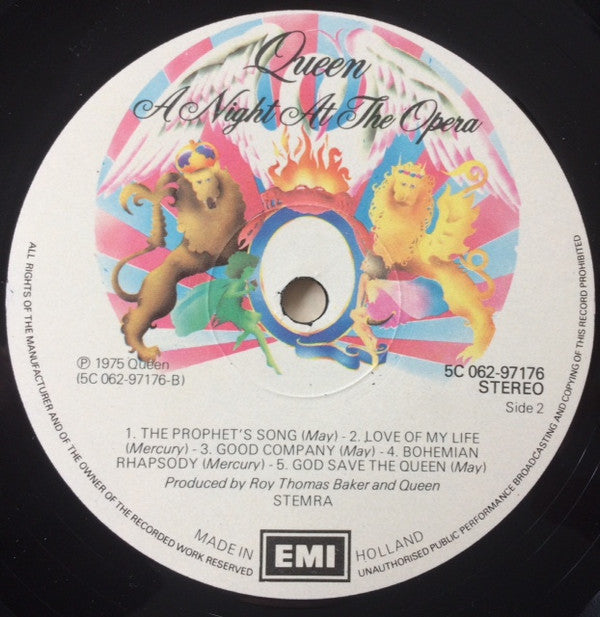 Queen
A Night At The Opera
℗ 1975 Queen
(5C 062-97176-B)
5C 062-97176
STEREO
Side 2
1. THE PROPHET'S SONG (May) - 2. LOVE OF MY LIFE
(Mercury) - 3. GOOD COMPANY (May) - 4. BOHEMIAN
RHAPSODY (Mercury) - 5. GOD SAVE THE QUEEN (May)
Produced by Roy Thomas Baker and Queen
STEMRA
MADE IN EMI HOLLAND
ALL RIGHTS OF THE MANUFACTURER AND OF THE OWNER OF THE RECORDED WORK RESERVED
UNAUTHORISED PUBLIC PERFORMANCE BROADCASTING AND COPYING OF THIS RECORD PROHIBITED